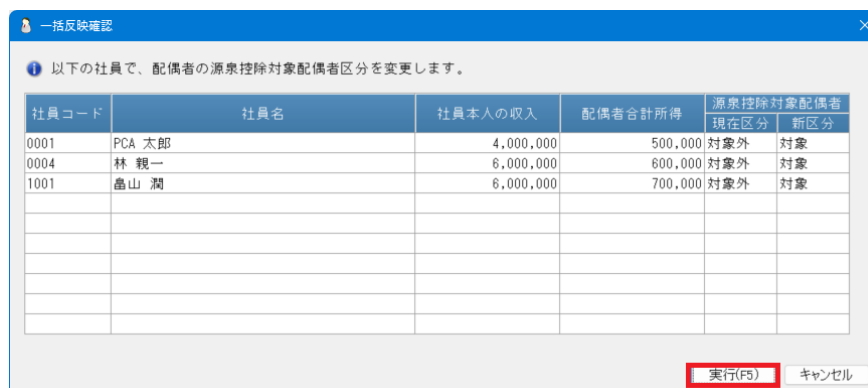 一括反映確認
以下の社員で、配偶者の源泉控除対象配偶者区分を変更します。
社員コード 社員名 社員本人の収入 配偶者合計所得 源泉控除対象配偶者
現在区分 新区分
0001 PCA 太郎 4,000,000 500,000 対象外 対象
0004 林 親一 6,000,000 600,000 対象外 対象
1001 畠山 潤 6,000,000 700,000 対象外 対象
実行(F5) キャンセル